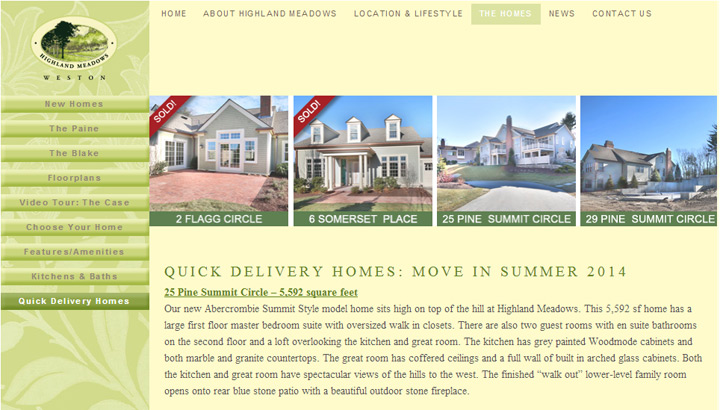 HOME ABOUT HIGHLAND MEADOWS LOCATION & LIFESTYLE THE HOMES NEWS CONTACT US
HIGHLAND MEADOWS
WESTON
New Homes
The Paine
The Blake
Floorplans
Video Tour: The Case
Choose Your Home
Features/Amenities
Kitchens & Baths
Quick Delivery Homes
SOLD!
2 FLAGG CIRCLE
SOLD!
6 SOMERSET PLACE
25 PINE SUMMIT CIRCLE
29 PINE SUMMIT CIRCLE
QUICK DELIVERY HOMES: MOVE IN SUMMER 2014
25 Pine Summit Circle – 5,592 square feet
Our new Abercrombie Summit Style model home sits high on top of the hill at Highland Meadows. This 5,592 sf home has a
large first floor master bedroom suite with oversized walk in closets. There are also two guest rooms with en suite bathrooms
on the second floor and a loft overlooking the kitchen and great room. The kitchen has grey painted Woodmode cabinets and
both marble and granite countertops. The great room has coffered ceilings and a full wall of built in arched glass cabinets. Both
the kitchen and great room have spectacular views of the hills to the west. The finished “walk out” lower-level family room
opens onto rear blue stone patio with a beautiful outdoor stone fireplace.